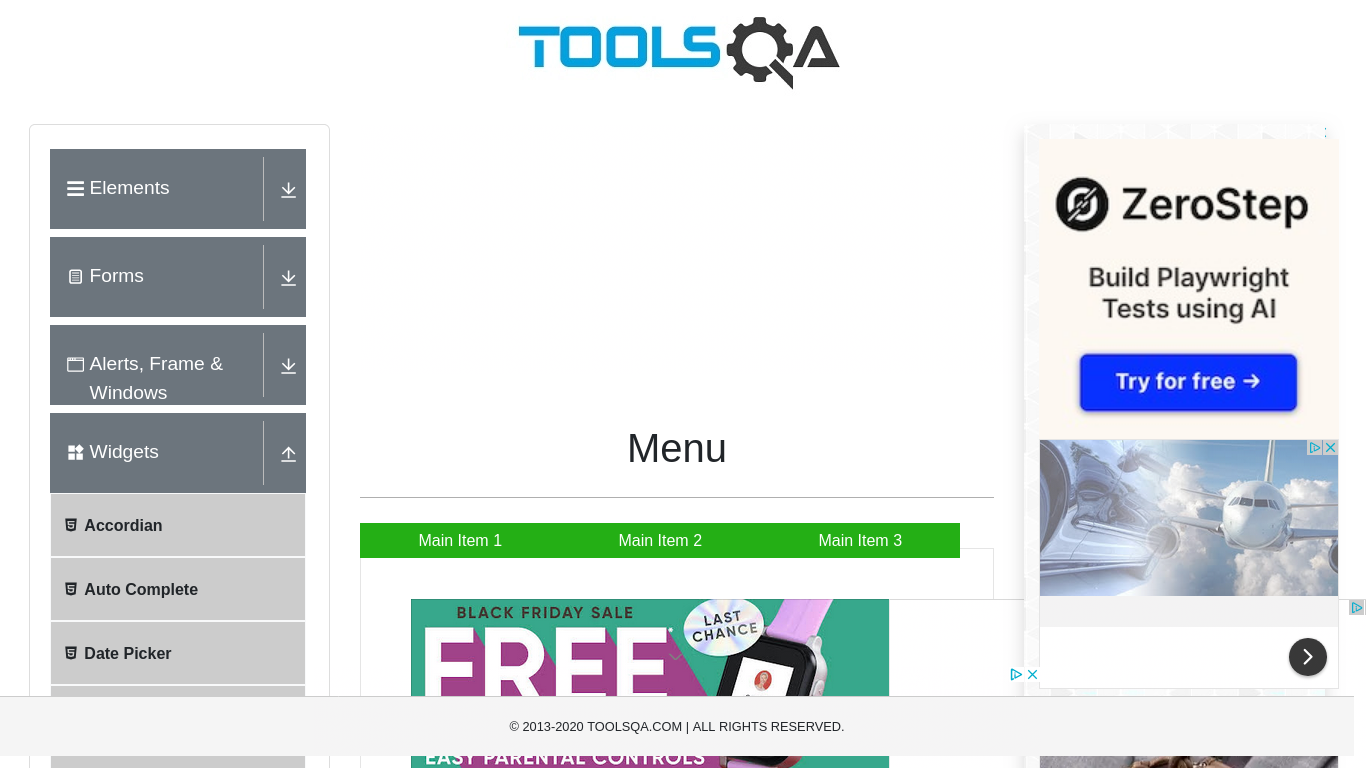 TOOLSQA
Elements
Forms
Alerts, Frame &
Windows
Widgets
Accordian
Auto Complete
Date Picker
Menu
Main Item 1
Main Item 2
Main Item 3
BLACK FRIDAY SALE
LAST
CHANCE
FREE
EASY PARENTAL CONTROLS
ZeroStep
Build Playwright
Tests using AI
Try for free →
© 2013-2020 TOOLSQA.COM | ALL RIGHTS RESERVED.